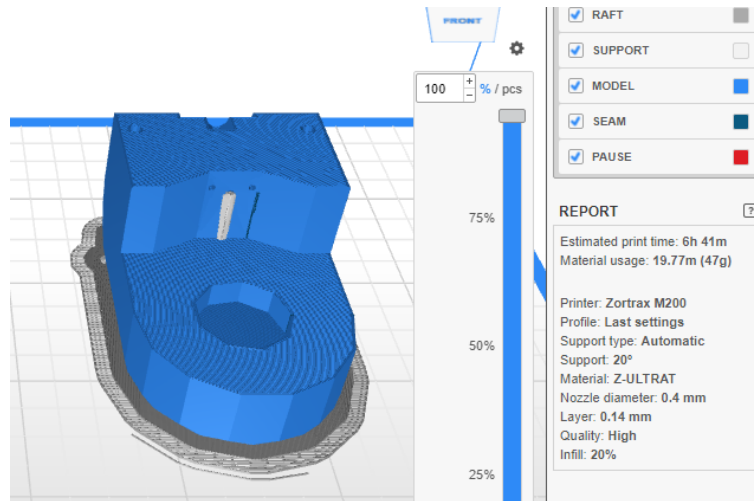 FRONT
100 + - % / pcs
75%
50%
25%
RAFT
SUPPORT
MODEL
SEAM
PAUSE
REPORT ?
Estimated print time: 6h 41m
Material usage: 19.77m (47g)
Printer: Zortrax M200
Profile: Last settings
Support type: Automatic
Support: 20°
Material: Z-ULTRAT
Nozzle diameter: 0.4 mm
Layer: 0.14 mm
Quality: High
Infill: 20%